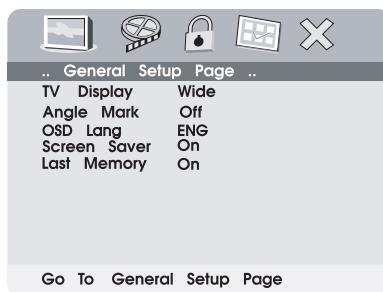 .. General Setup Page ..
TV Display Wide
Angle Mark Off
OSD Lang ENG
Screen Saver On
Last Memory On
Go To General Setup Page